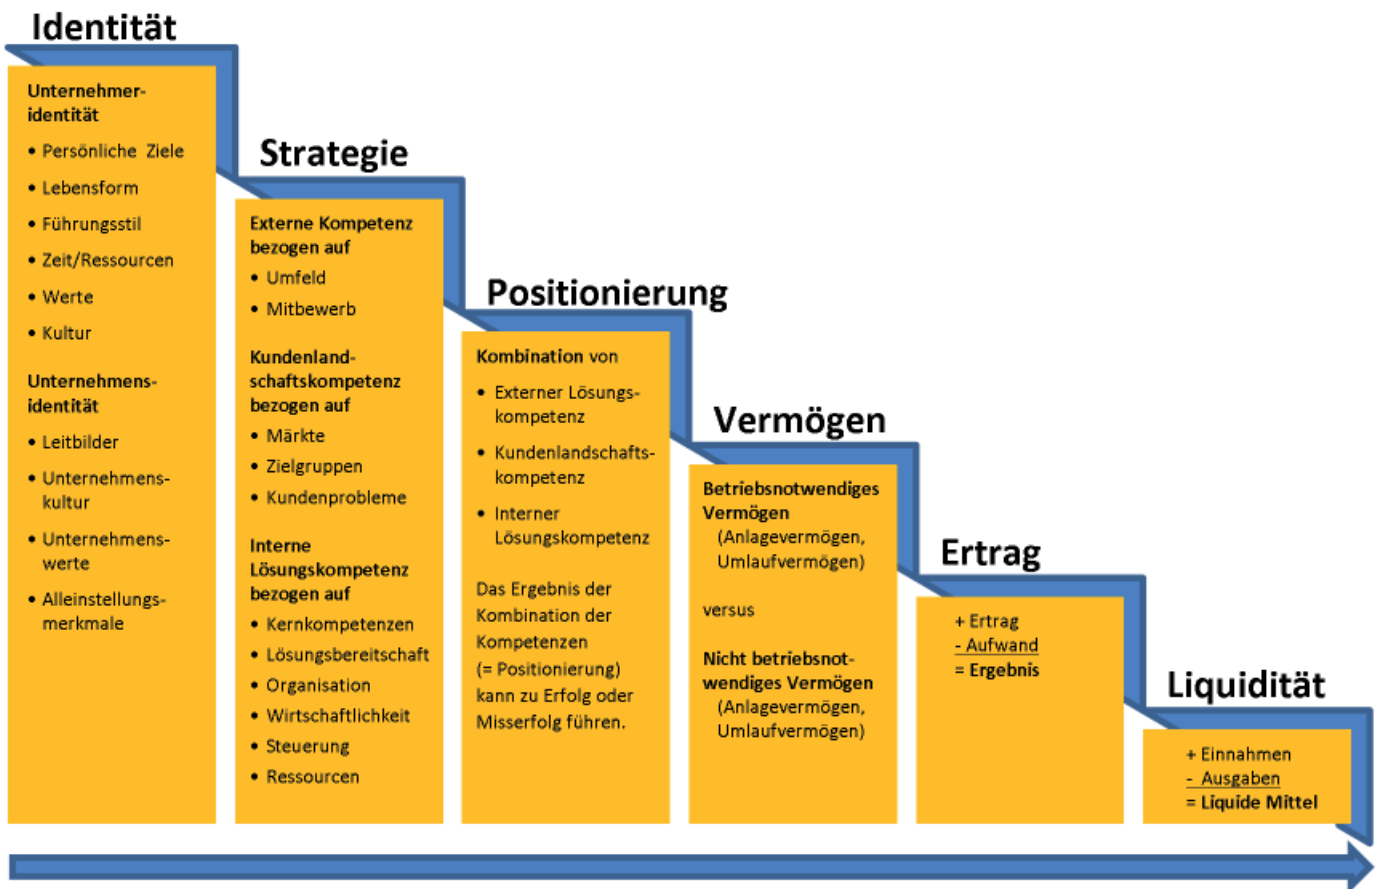 Identität
Unternehmer-
identität
• Persönliche Ziele
• Lebensform
• Führungsstil
• Zeit/Ressourcen
• Werte
• Kultur
Unternehmens-
identität
• Leitbilder
• Unternehmens-
kultur
• Unternehmens-
werte
• Alleinstellungs-
merkmale
Strategie
Externe Kompetenz
bezogen auf
• Umfeld
• Mitbewerb
Kundenland-
schaftskompetenz
bezogen auf
• Märkte
• Zielgruppen
• Kundenprobleme
Interne
Lösungskompetenz
bezogen auf
• Kernkompetenzen
• Lösungsbereitschaft
• Organisation
• Wirtschaftlichkeit
• Steuerung
• Ressourcen
Positionierung
Kombination von
• Externer Lösungs-
kompetenz
• Kundenlandschafts-
kompetenz
• Interner
Lösungskompetenz
Das Ergebnis der
Kombination der
Kompetenzen
(= Positionierung)
kann zu Erfolg oder
Misserfolg führen.
Vermögen
Betriebsnotwendiges
Vermögen
(Anlagevermögen,
Umlaufvermögen)
versus
Nicht betriebsnot-
wendiges Vermögen
(Anlagevermögen,
Umlaufvermögen)
Ertrag
+ Ertrag
- Aufwand
= Ergebnis
Liquidität
+ Einnahmen
- Ausgaben
= Liquide Mittel